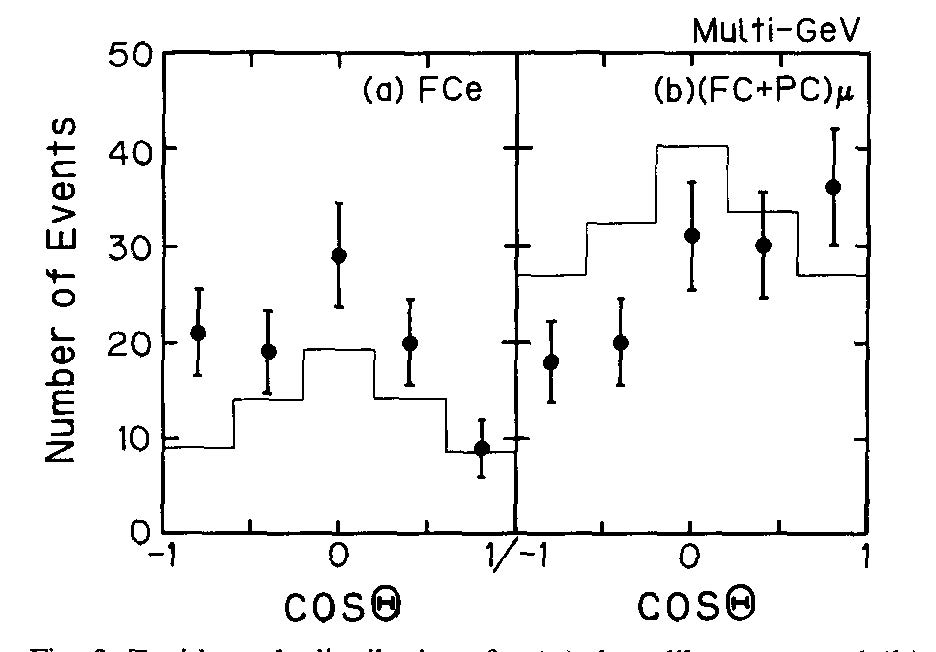 Multi-GeV
50
(a) FCe
(b)(FC+PC)μ
40
30
20
10
0
Number of Events
-1 0 1/-1 0 1
COSΘ COSΘ